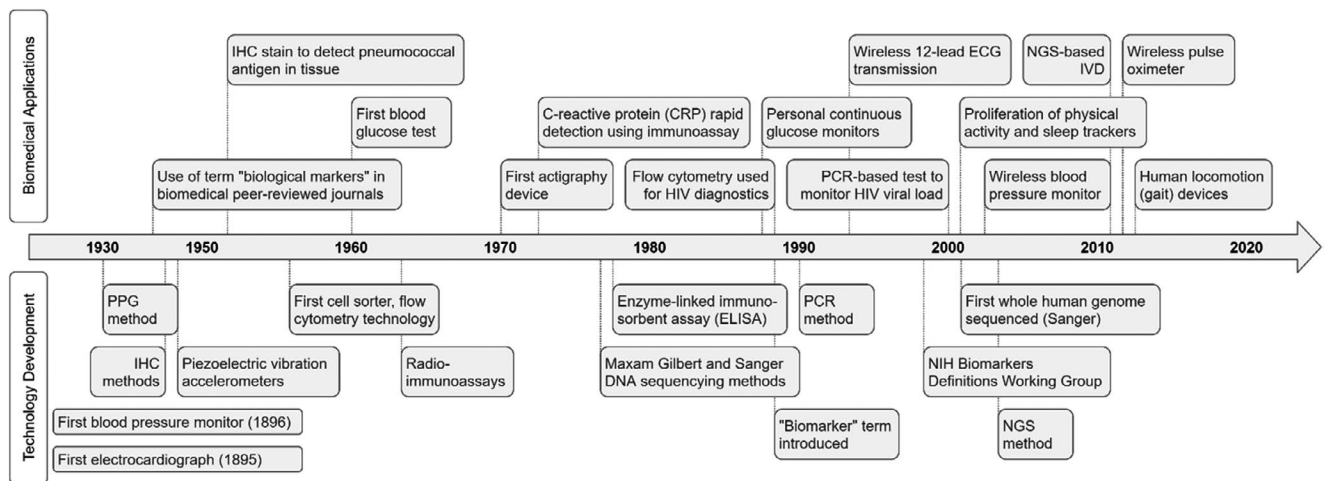 Biomedical Applications
IHC stain to detect pneumococcal
antigen in tissue
Wireless 12-lead ECG
transmission
NGS-based
IVD
Wireless pulse
oximeter
First blood
glucose test
C-reactive protein (CRP) rapid
detection using immunoassay
Personal continuous
glucose monitors
Proliferation of physical
activity and sleep trackers
Use of term "biological markers" in
biomedical peer-reviewed journals
First actigraphy
device
Flow cytometry used
for HIV diagnostics
PCR-based test to
monitor HIV viral load
Wireless blood
pressure monitor
Human locomotion
(gait) devices
1930 1950 1960 1970 1980 1990 2000 2010 2020
Technology Development
PPG
method
First cell sorter, flow
cytometry technology
Enzyme-linked immuno-
sorbent assay (ELISA)
PCR
method
First whole human genome
sequenced (Sanger)
IHC
methods
Piezoelectric vibration
accelerometers
Radio-
immunoassays
Maxam Gilbert and Sanger
DNA sequencying methods
NIH Biomarkers
Definitions Working Group
First blood pressure monitor (1896)
"Biomarker" term
introduced
NGS
method
First electrocardiograph (1895)